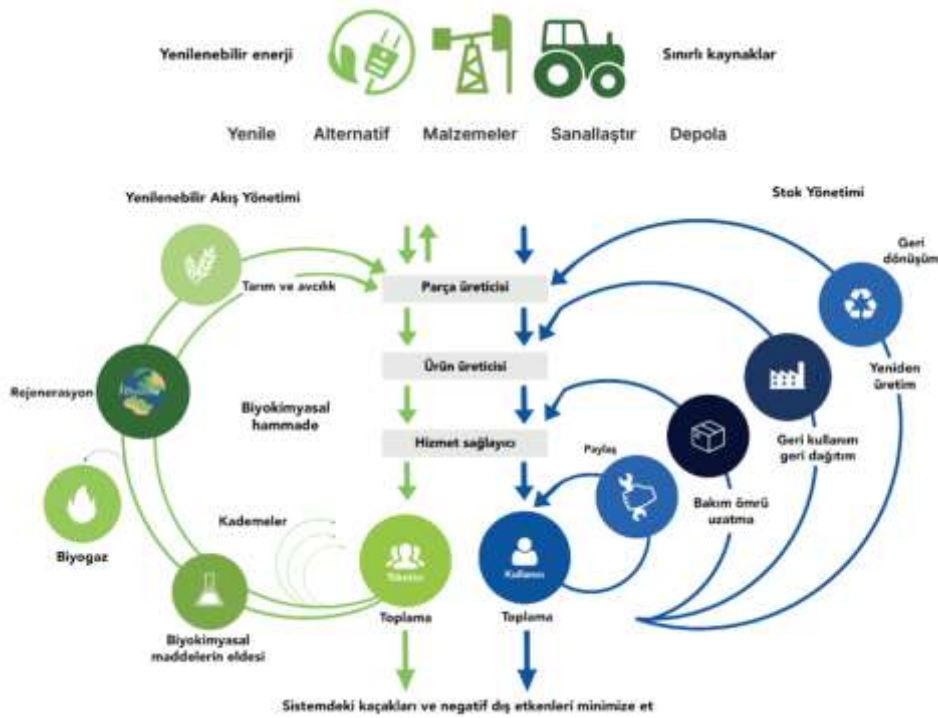 Yenilenebilir enerji
Sınırlı kaynaklar
Yenile Alternatif Malzemeler Sanallaştır Depola
Yenilenebilir Akış Yönetimi
Stok Yönetimi
Geri
dönüşüm
Tarım ve avcılık
Parça üreticisi
Ürün üreticisi
Yeniden
üretim
Rejenerasyon
Biyokimyasal
hammade
Hizmet sağlayıcı
Paylaş
Geri kullanım
geri dağıtım
Bakım ömrü
uzatma
Kademeler
Biyogaz
Tüketici
Kullanıcı
Toplama
Toplama
Biyokimyasal
maddelerin eldesi
Sistemdeki kaçakları ve negatif dış etkenleri minimize et